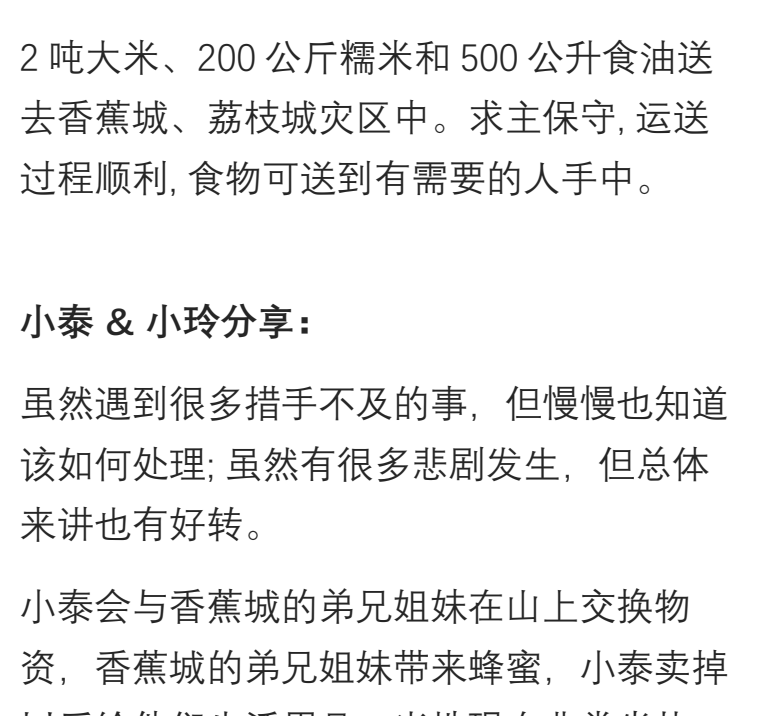 2 吨大米、200 公斤糯米和 500 公升食油送
去香蕉城、荔枝城灾区中。求主保守, 运送
过程顺利, 食物可送到有需要的人手中。
小泰 & 小玲分享：
虽然遇到很多措手不及的事，但慢慢也知道
该如何处理; 虽然有很多悲剧发生，但总体
来讲也有好转。
小泰会与香蕉城的弟兄姐妹在山上交换物
资，香蕉城的弟兄姐妹带来蜂蜜，小泰卖掉